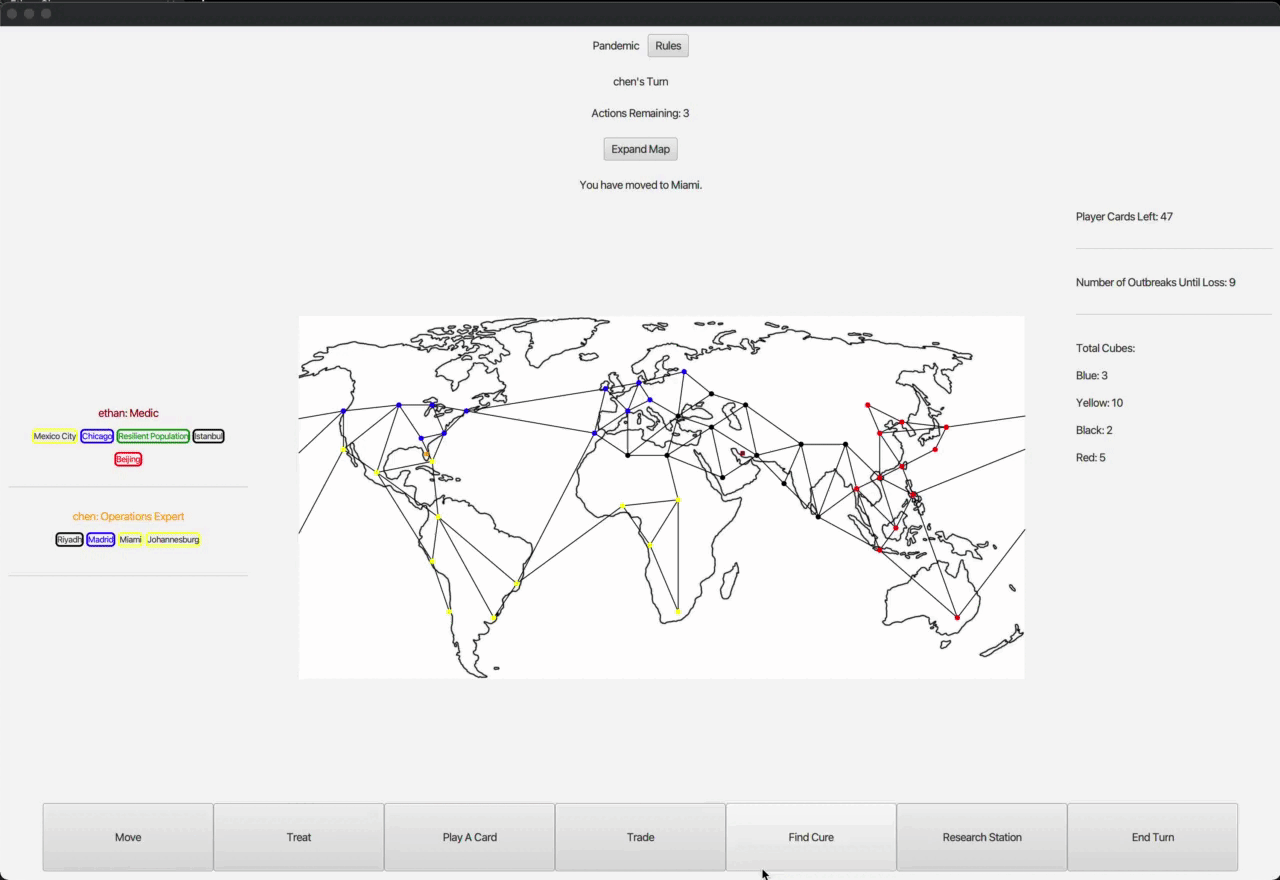 Pandemic Rules
chen's Turn
Actions Remaining: 3
Expand Map
You have moved to Miami.
Player Cards Left: 47
Number of Outbreaks Until Loss: 9
Total Cubes:
Blue: 3
Yellow: 10
Black: 2
Red: 5
ethan: Medic
Mexico City Chicago Resilient Population Istanbul
Beijing
chen: Operations Expert
Riyadh Madrid Miami Johannesburg
Move Treat Play A Card Trade Find Cure Research Station End Turn